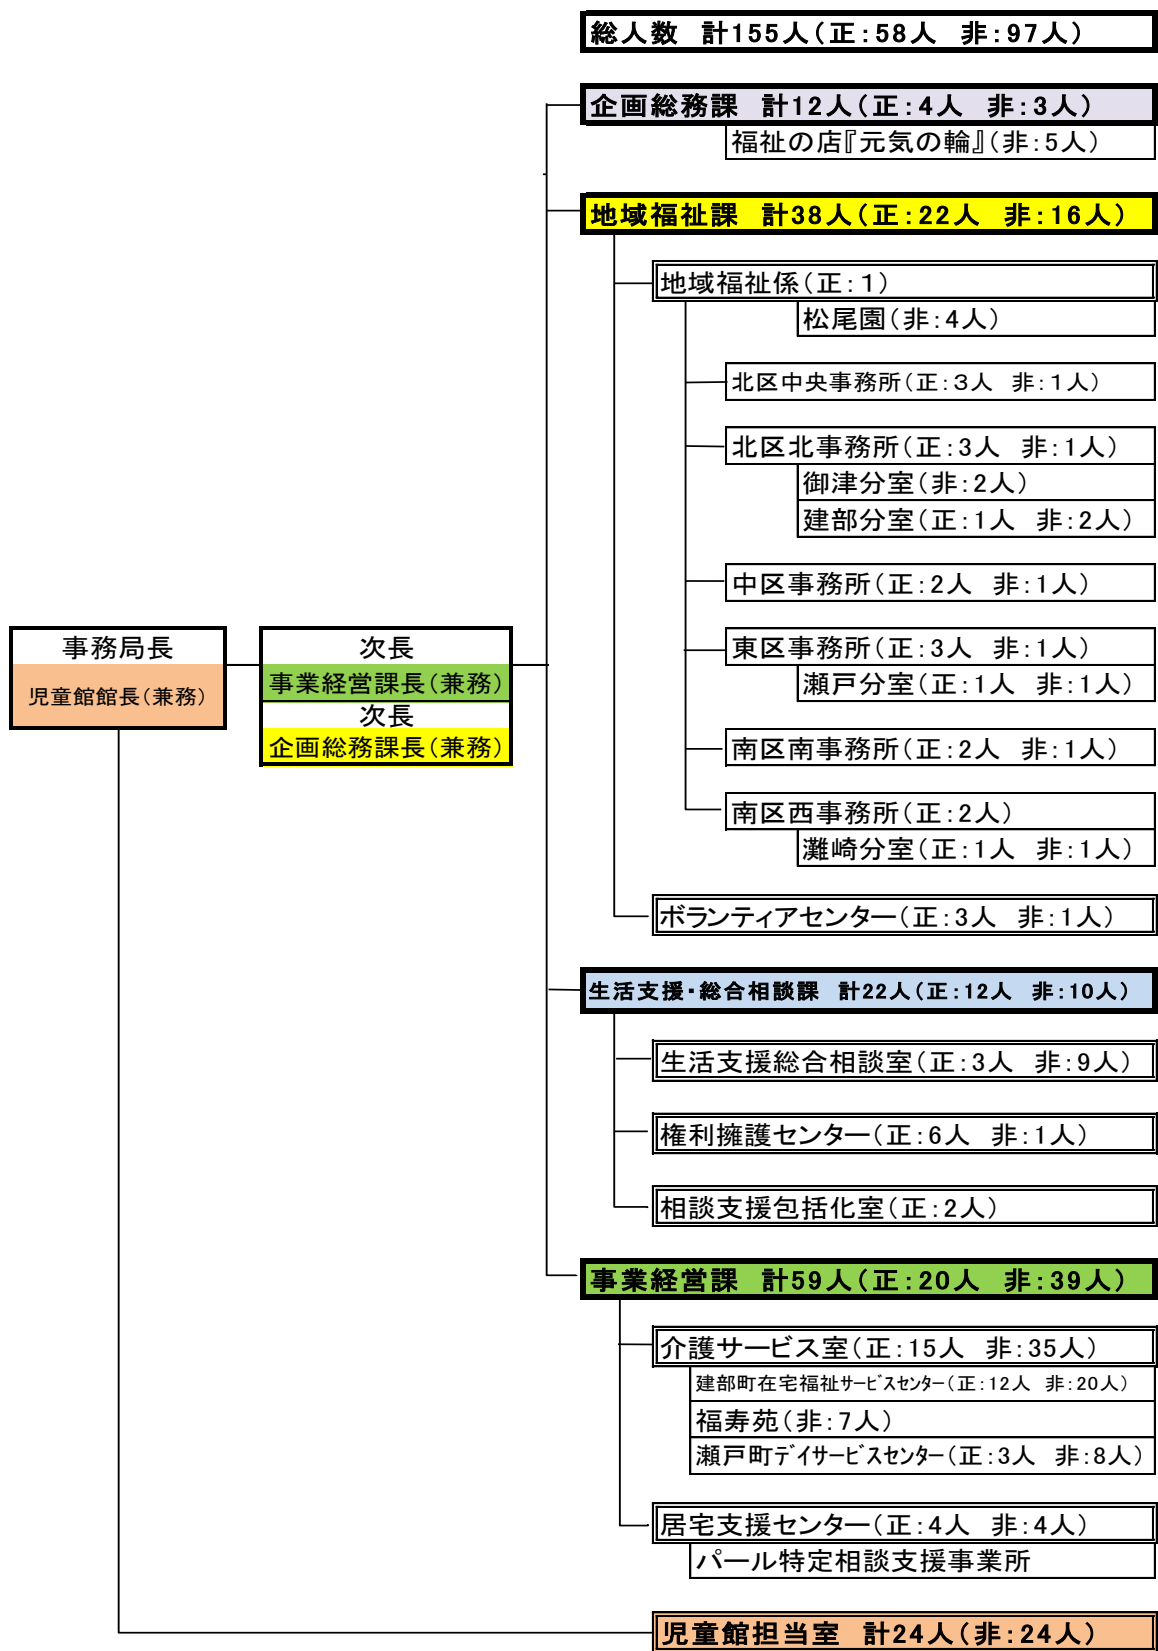 総人数　計155人(正:58人　非:97人)
企画総務課　計12人(正:4人　非:3人)
福祉の店『元気の輪』(非:5人)
地域福祉課　計38人(正:22人　非:16人)
地域福祉係(正:１)
松尾園(非:4人)
北区中央事務所(正:３人　非:１人)
北区北事務所(正:3人　非:1人)
御津分室(非:2人)
建部分室(正:1人　非:2人)
中区事務所(正:2人　非:1人)
東区事務所(正:3人　非:1人)
瀬戸分室(正:1人　非:1人)
南区南事務所(正:2人　非:1人)
南区西事務所(正:2人)
灘崎分室(正:1人　非:1人)
ボランティアセンター(正:3人　非:1人)
事務局長
児童館館長(兼務)
次長
事業経営課長(兼務)
次長
企画総務課長(兼務)
生活支援・総合相談課　計22人(正:12人　非:10人)
生活支援総合相談室(正:3人　非:9人)
権利擁護センター(正:6人　非:1人)
相談支援包括化室(正:2人)
事業経営課　計59人(正:20人　非:39人)
介護サービス室(正:15人　非:35人)
建部町在宅福祉ｻｰﾋﾞｽｾﾝﾀｰ(正:12人　非:20人)
福寿苑(非:7人)
瀬戸町ﾃﾞｲｻｰﾋﾞｽｾﾝﾀｰ(正:3人　非:8人)
居宅支援センター(正:4人　非:4人)
パール特定相談支援事業所
児童館担当室　計24人(非:24人)